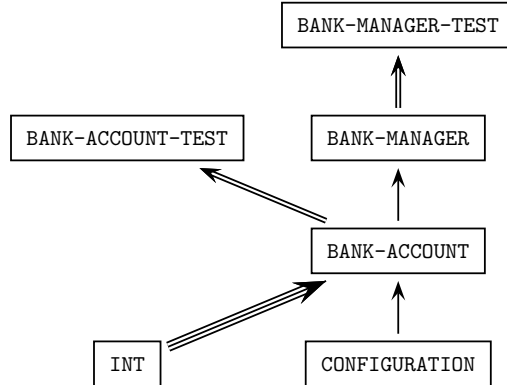 BANK-MANAGER-TEST
BANK-ACCOUNT-TEST
BANK-MANAGER
BANK-ACCOUNT
INT
CONFIGURATION